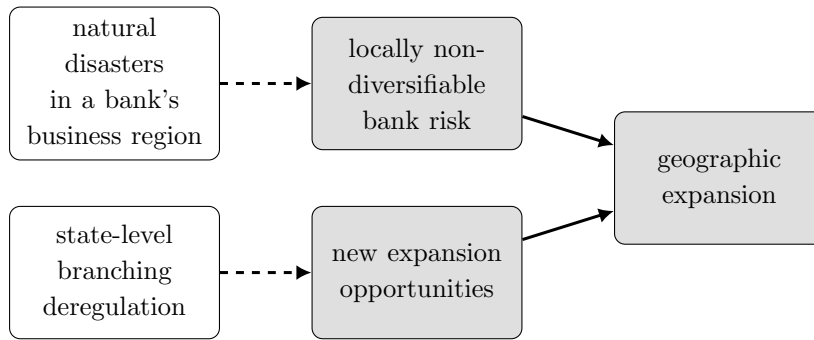 natural
disasters
in a bank's
business region
locally non-
diversifiable
bank risk
geographic
expansion
state-level
branching
deregulation
new expansion
opportunities